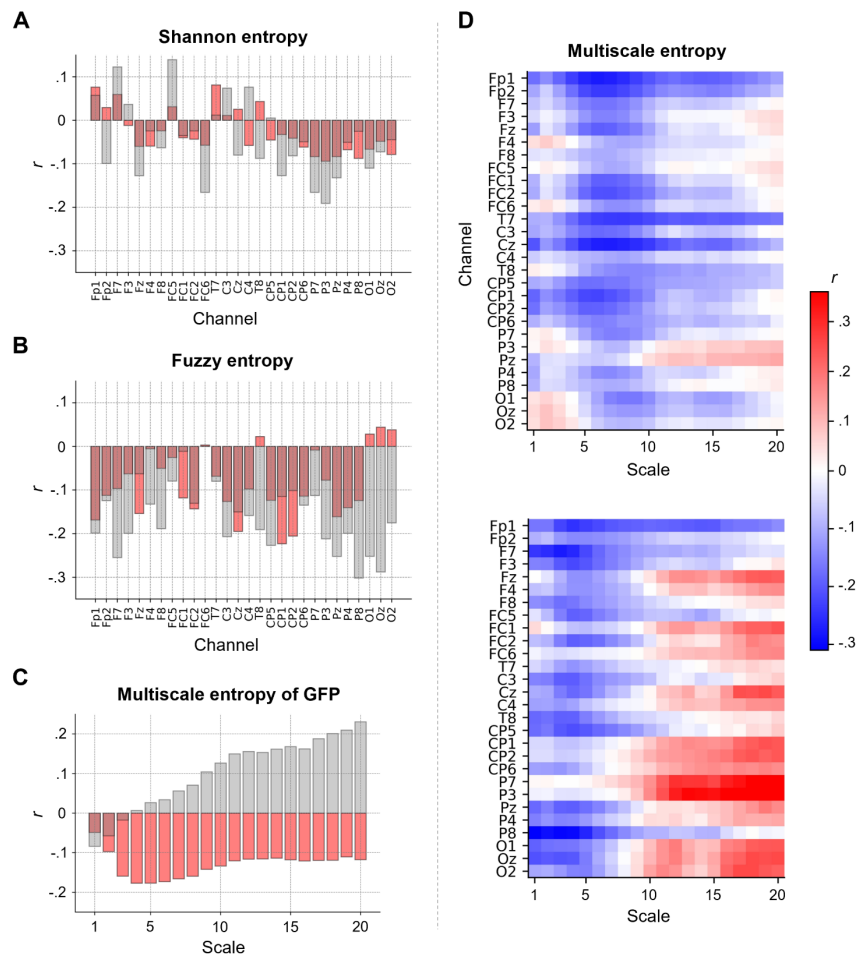 A
Shannon entropy
.1
0
-.1
-.2
-.3
r
Fp1 Fp2 F7 F3 Fz F4 F8 FC5 FC1 FC2 FC6 T7 C3 Cz C4 T8 CP5 CP1 CP2 CP6 P7 P3 Pz P4 P8 O1 Oz O2
Channel
B
Fuzzy entropy
.1
0
-.1
-.2
-.3
r
Fp1 Fp2 F7 F3 Fz F4 F8 FC5 FC1 FC2 FC6 T7 C3 Cz C4 T8 CP5 CP1 CP2 CP6 P7 P3 Pz P4 P8 O1 Oz O2
Channel
C
Multiscale entropy of GFP
.2
.1
0
-.1
-.2
r
1 5 10 15 20
Scale
D
Multiscale entropy
Fp1
Fp2
F7
F3
Fz
F4
F8
FC5
FC1
FC2
FC6
T7
C3
Cz
C4
T8
CP5
CP1
CP2
CP6
P7
P3
Pz
P4
P8
O1
Oz
O2
Channel
1 5 10 15 20
Scale
Fp1
Fp2
F7
F3
Fz
F4
F8
FC5
FC1
FC2
FC6
T7
C3
Cz
C4
T8
CP5
CP1
CP2
CP6
P7
P3
Pz
P4
P8
O1
Oz
O2
1 5 10 15 20
Scale
r
.3
.2
.1
0
-.1
-.2
-.3